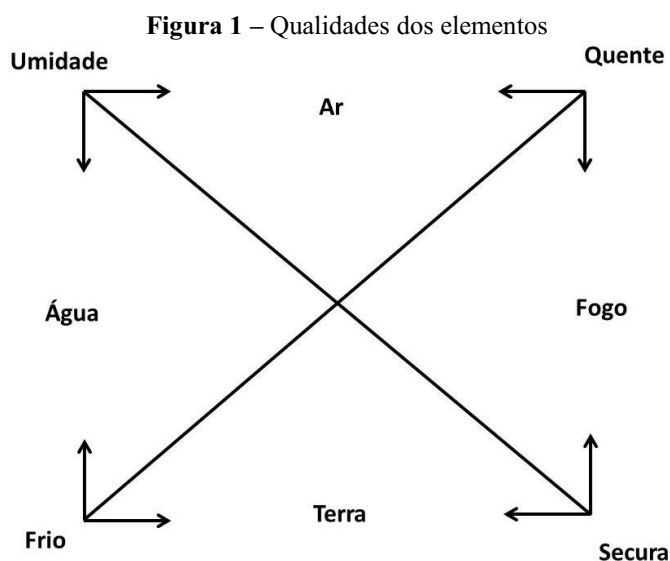 Figura 1 – Qualidades dos elementos
Umidade
Quente
Ar
Água
Fogo
Terra
Frio
Secura